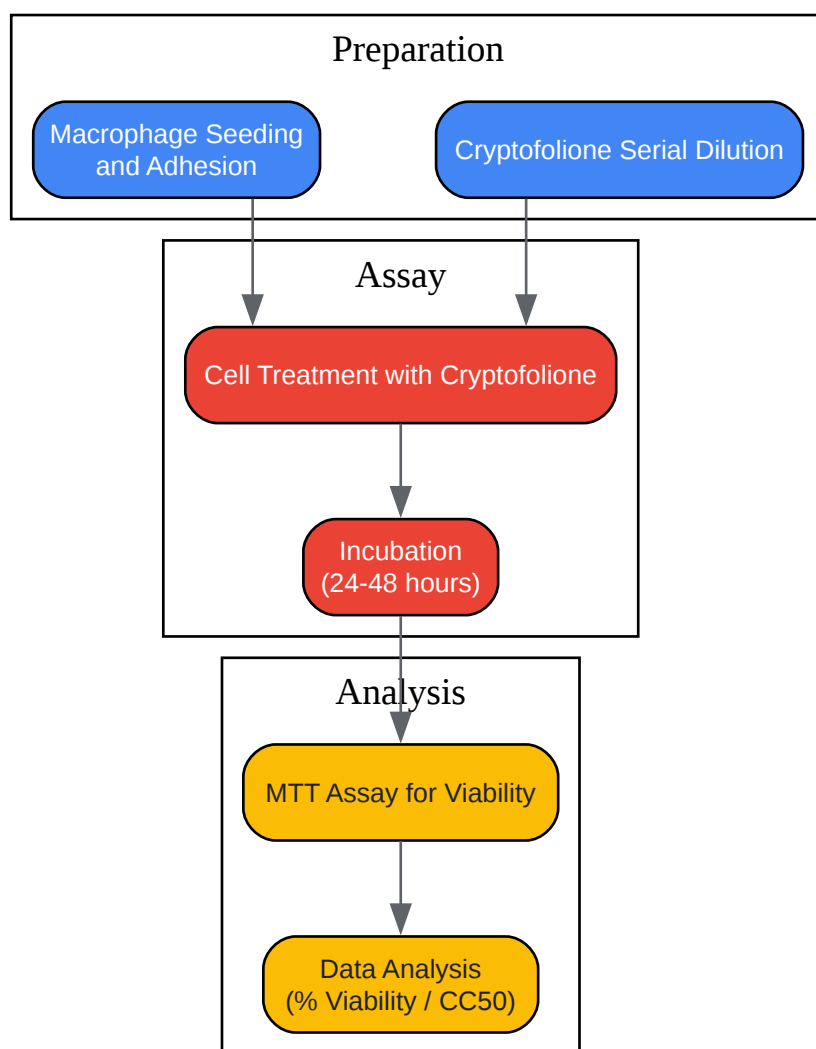 Preparation
Macrophage Seeding
and Adhesion
Cryptofolione Serial Dilution
Assay
Cell Treatment with Cryptofolione
Incubation
(24-48 hours)
Analysis
MTT Assay for Viability
Data Analysis
(% Viability / CC50)